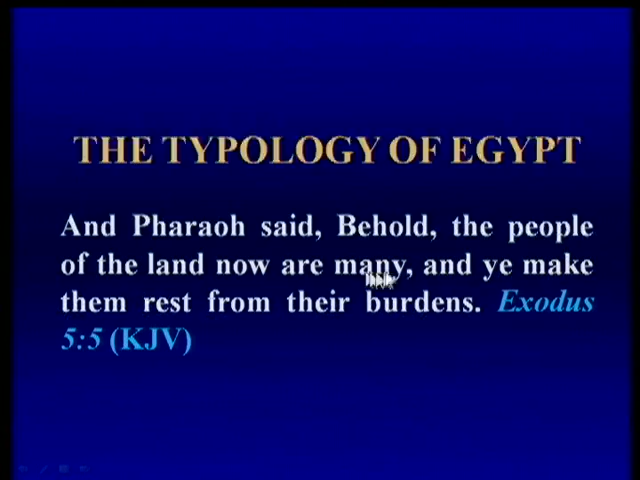 THE TYPOLOGY OF EGYPT
And Pharaoh said, Behold, the people
of the land now are many, and ye make
them rest from their burdens. Exodus
5:5 (KJV)